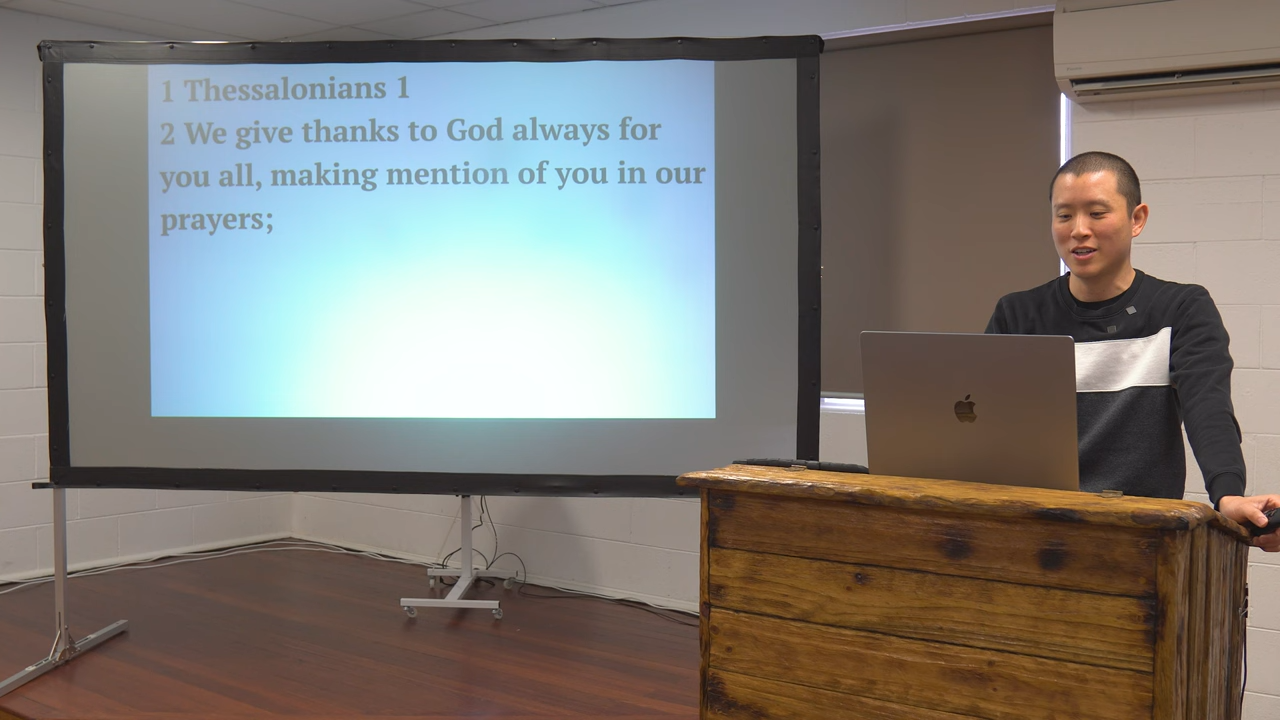 1 Thessalonians 1
2 We give thanks to God always for
you all, making mention of you in our
prayers;